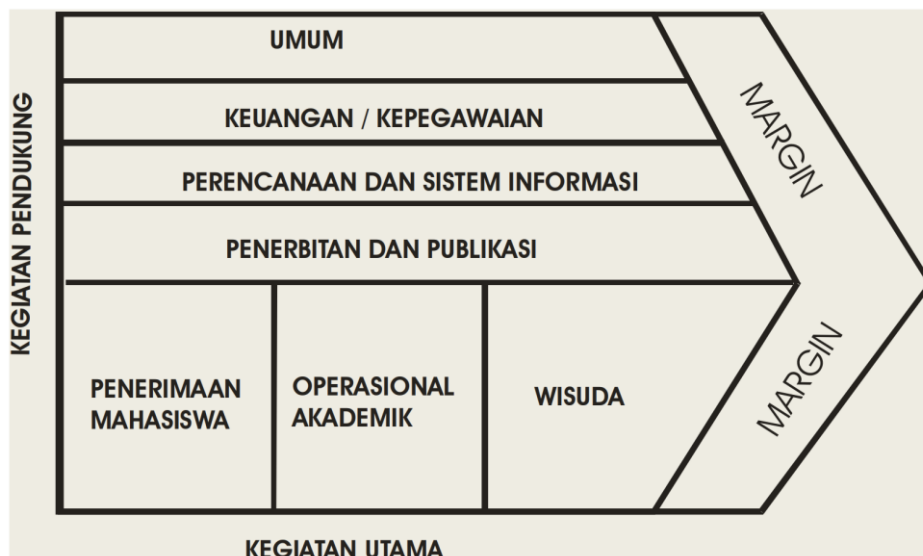 UMUM
KEUANGAN / KEPEGAWAIAN
PERENCANAAN DAN SISTEM INFORMASI
PENERBITAN DAN PUBLIKASI
KEGIATAN PENDUKUNG
MARGIN
PENERIMAAN
MAHASISWA
OPERASIONAL
AKADEMIK
WISUDA
MARGIN
KEGIATAN UTAMA